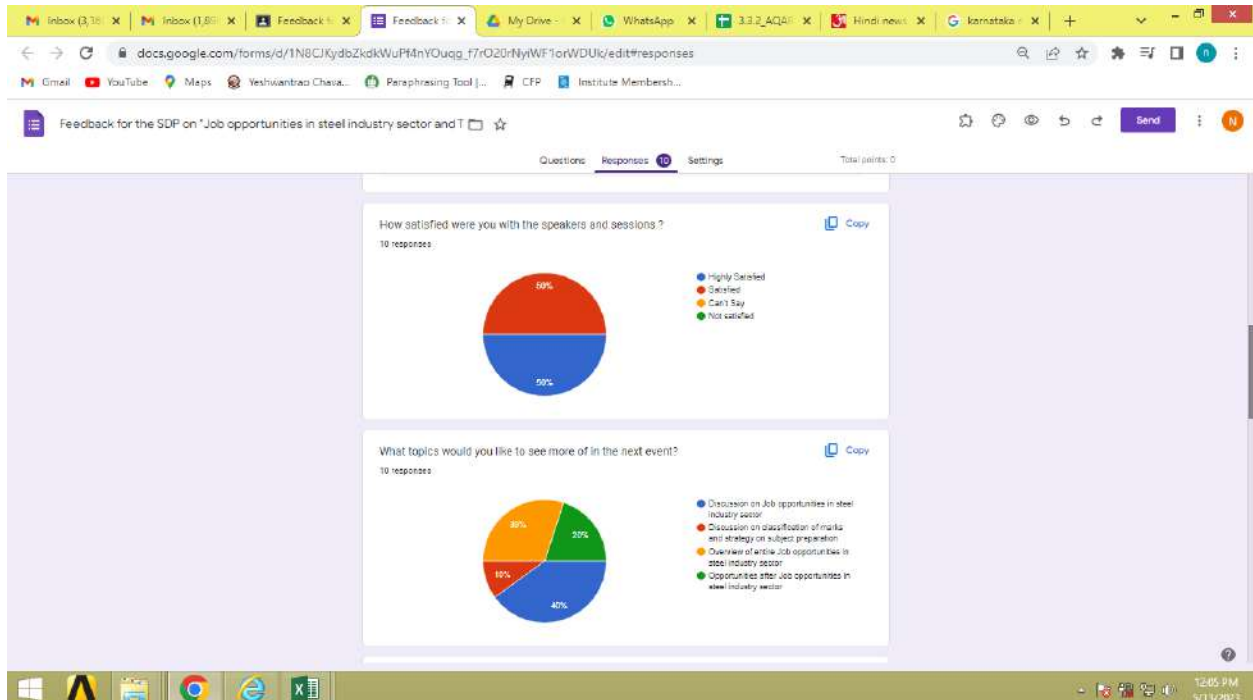 Inbox (3,
Inbox (1,
Feedback f
Feedback f
My Drive -
WhatsApp
3.3.2_AQAR
Hindi news
karnataka
docs.google.com/forms/d/
/edit#responses
Gmail
YouTube
Maps
Yeshwantrao Chava...
Paraphrasing Tool |...
CFP
Institute Membersh...
Feedback for the SDP on "Job opportunities in steel industry sector and T
Send
N
Questions
Responses 10
Settings
Total points: 0
How satisfied were you with the speakers and sessions ?
Copy
10 responses
50%
50%
Highly Satisfied
Satisfied
Can't Say
Not satisfied
What topics would you like to see more of in the next event?
Copy
10 responses
30%
20%
10%
40%
Discussion on Job opportunities in steel
industry sector
Discussion on classification of marks
and strategy on subject preparation
Overview of entire Job opportunities in
steel industry sector
Opportunities after Job opportunities in
steel industry sector
12:05 PM
5/13/2023